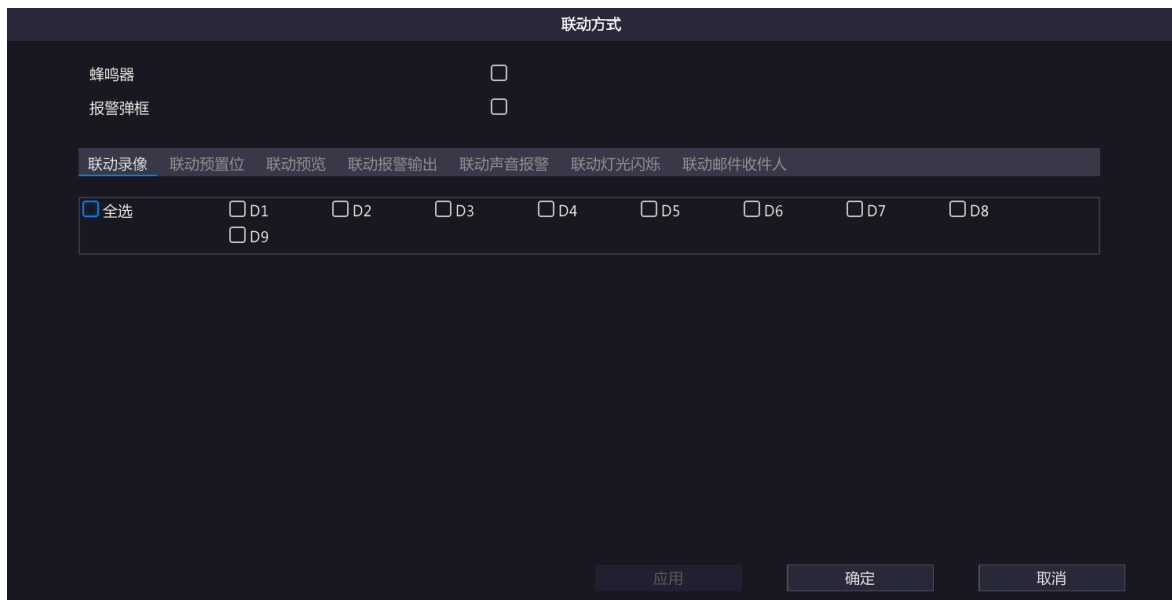 联动方式
蜂鸣器
报警弹框
联动录像 联动预置位 联动预览 联动报警输出 联动声音报警 联动灯光闪烁 联动邮件收件人
全选 D1 D2 D3 D4 D5 D6 D7 D8
D9
应用 确定 取消